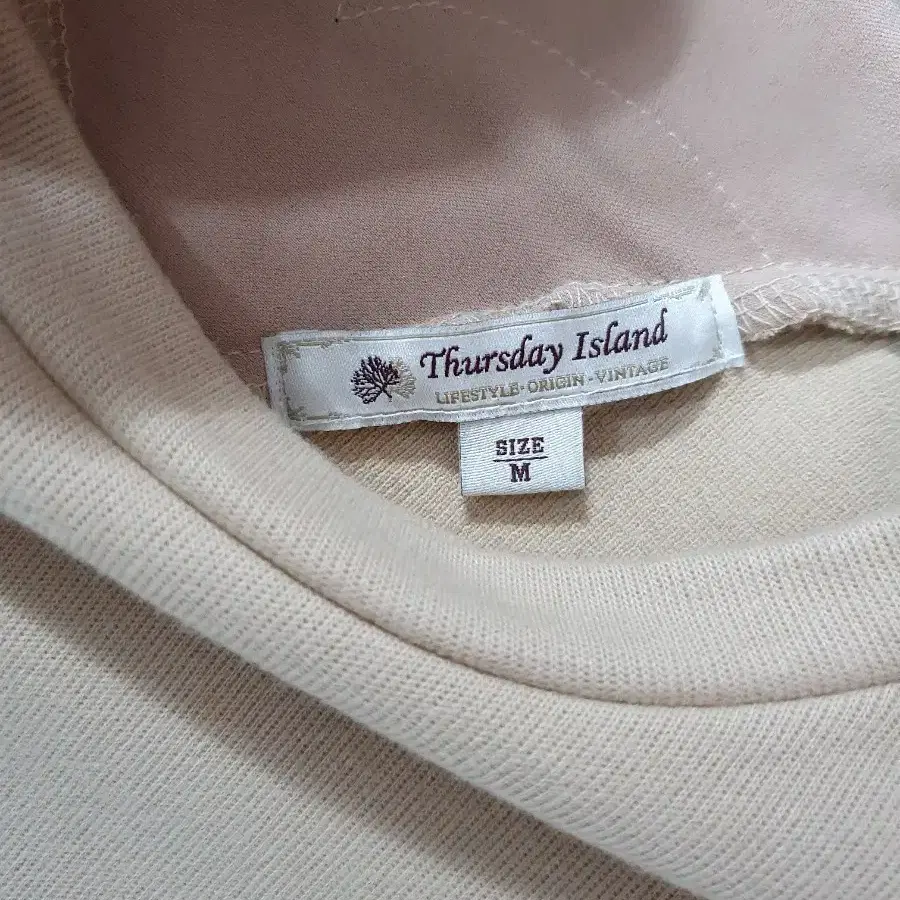 Thursday Island
LIFESTYLE·ORIGIN·VINTAGE
SIZE
M